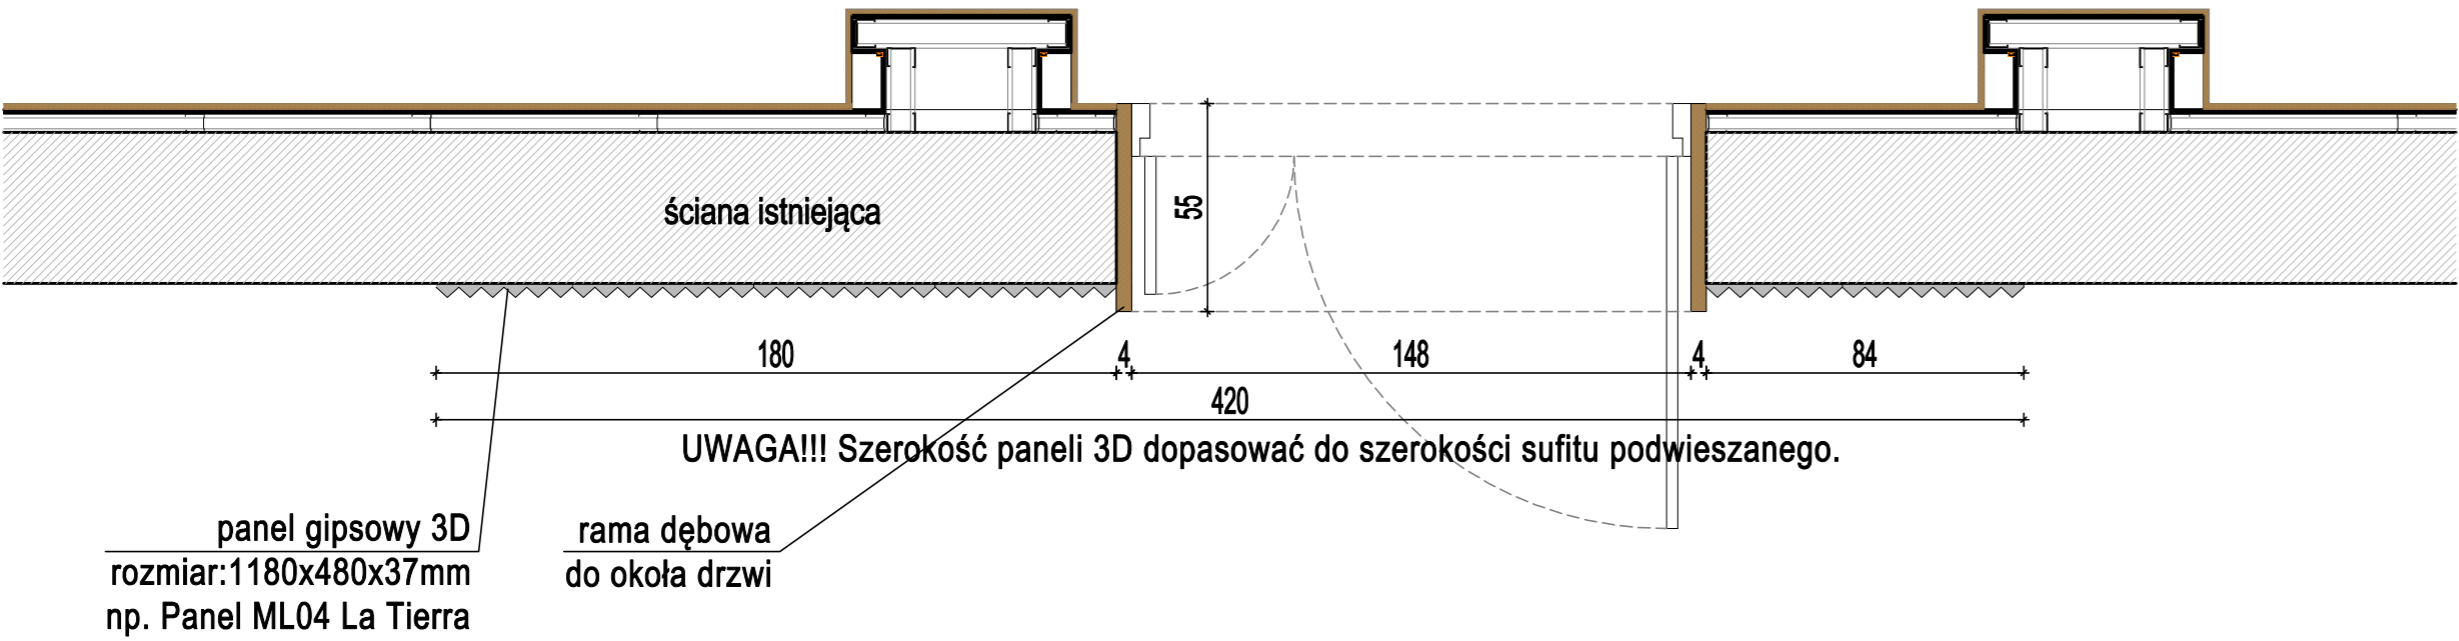 ściana istniejąca
55
180
4
148
4
84
420
UWAGA!!! Szerokość paneli 3D dopasować do szerokości sufitu podwieszanego.
panel gipsowy 3D
rozmiar:1180x480x37mm
np. Panel ML04 La Tierra
rama dębowa
do okoła drzwi